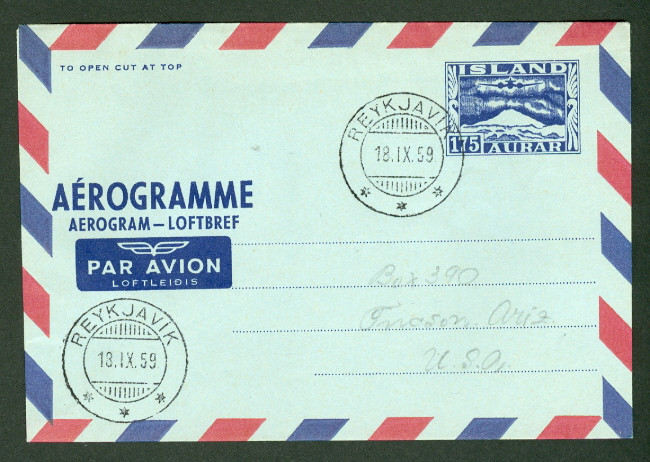 TO OPEN CUT AT TOP
ISLAND
175 AURAR
REYKJAVIK
18.IX.59
AÉROGRAMME
AEROGRAM–LOFTBREF
PAR AVION
LOFTLEIÐIS
Box 390
Tucson Ariz
U.S.A.
REYKJAVIK
18.IX.59